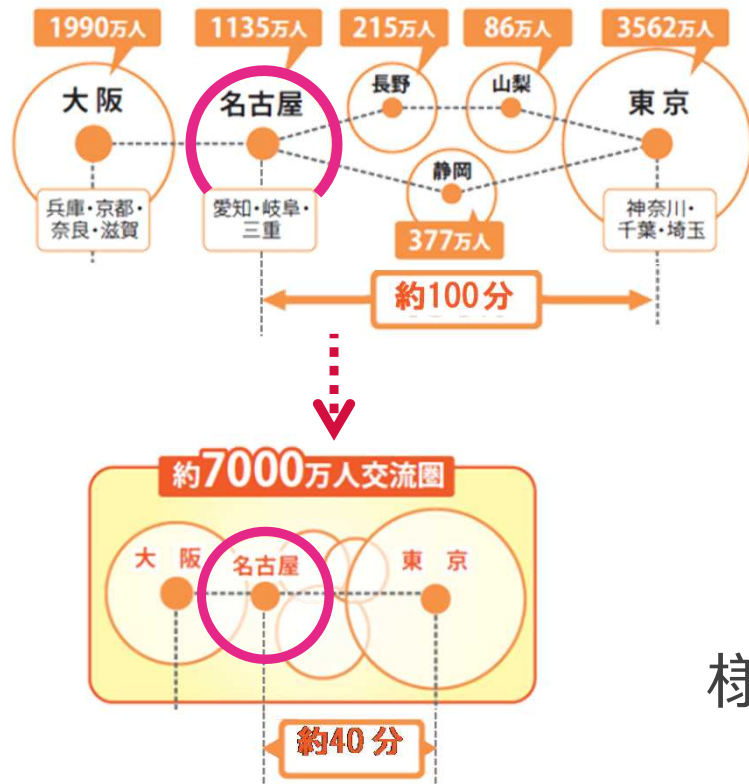 1990万人
1135万人
215万人
86万人
3562万人
大阪
名古屋
長野
山梨
東京
静岡
兵庫・京都・
奈良・滋賀
愛知・岐阜・
三重
377万人
神奈川・
千葉・埼玉
約100分
約7000万人交流圏
大 阪
名古屋
東 京
約40分
様